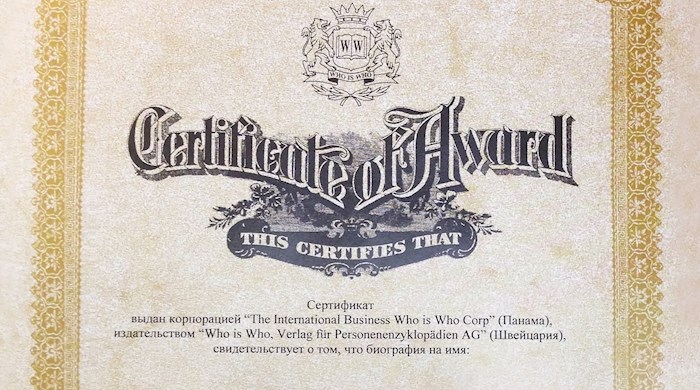 W W
WHO IS WHO
Certificate of Award
THIS CERTIFIES THAT
Сертификат
выдан корпорацией “The International Business Who is Who Corp” (Панама),
издательством “Who is Who, Verlag für Personenenzyklopädien AG” (Швейцария),
свидетельствует о том, что биография на имя: